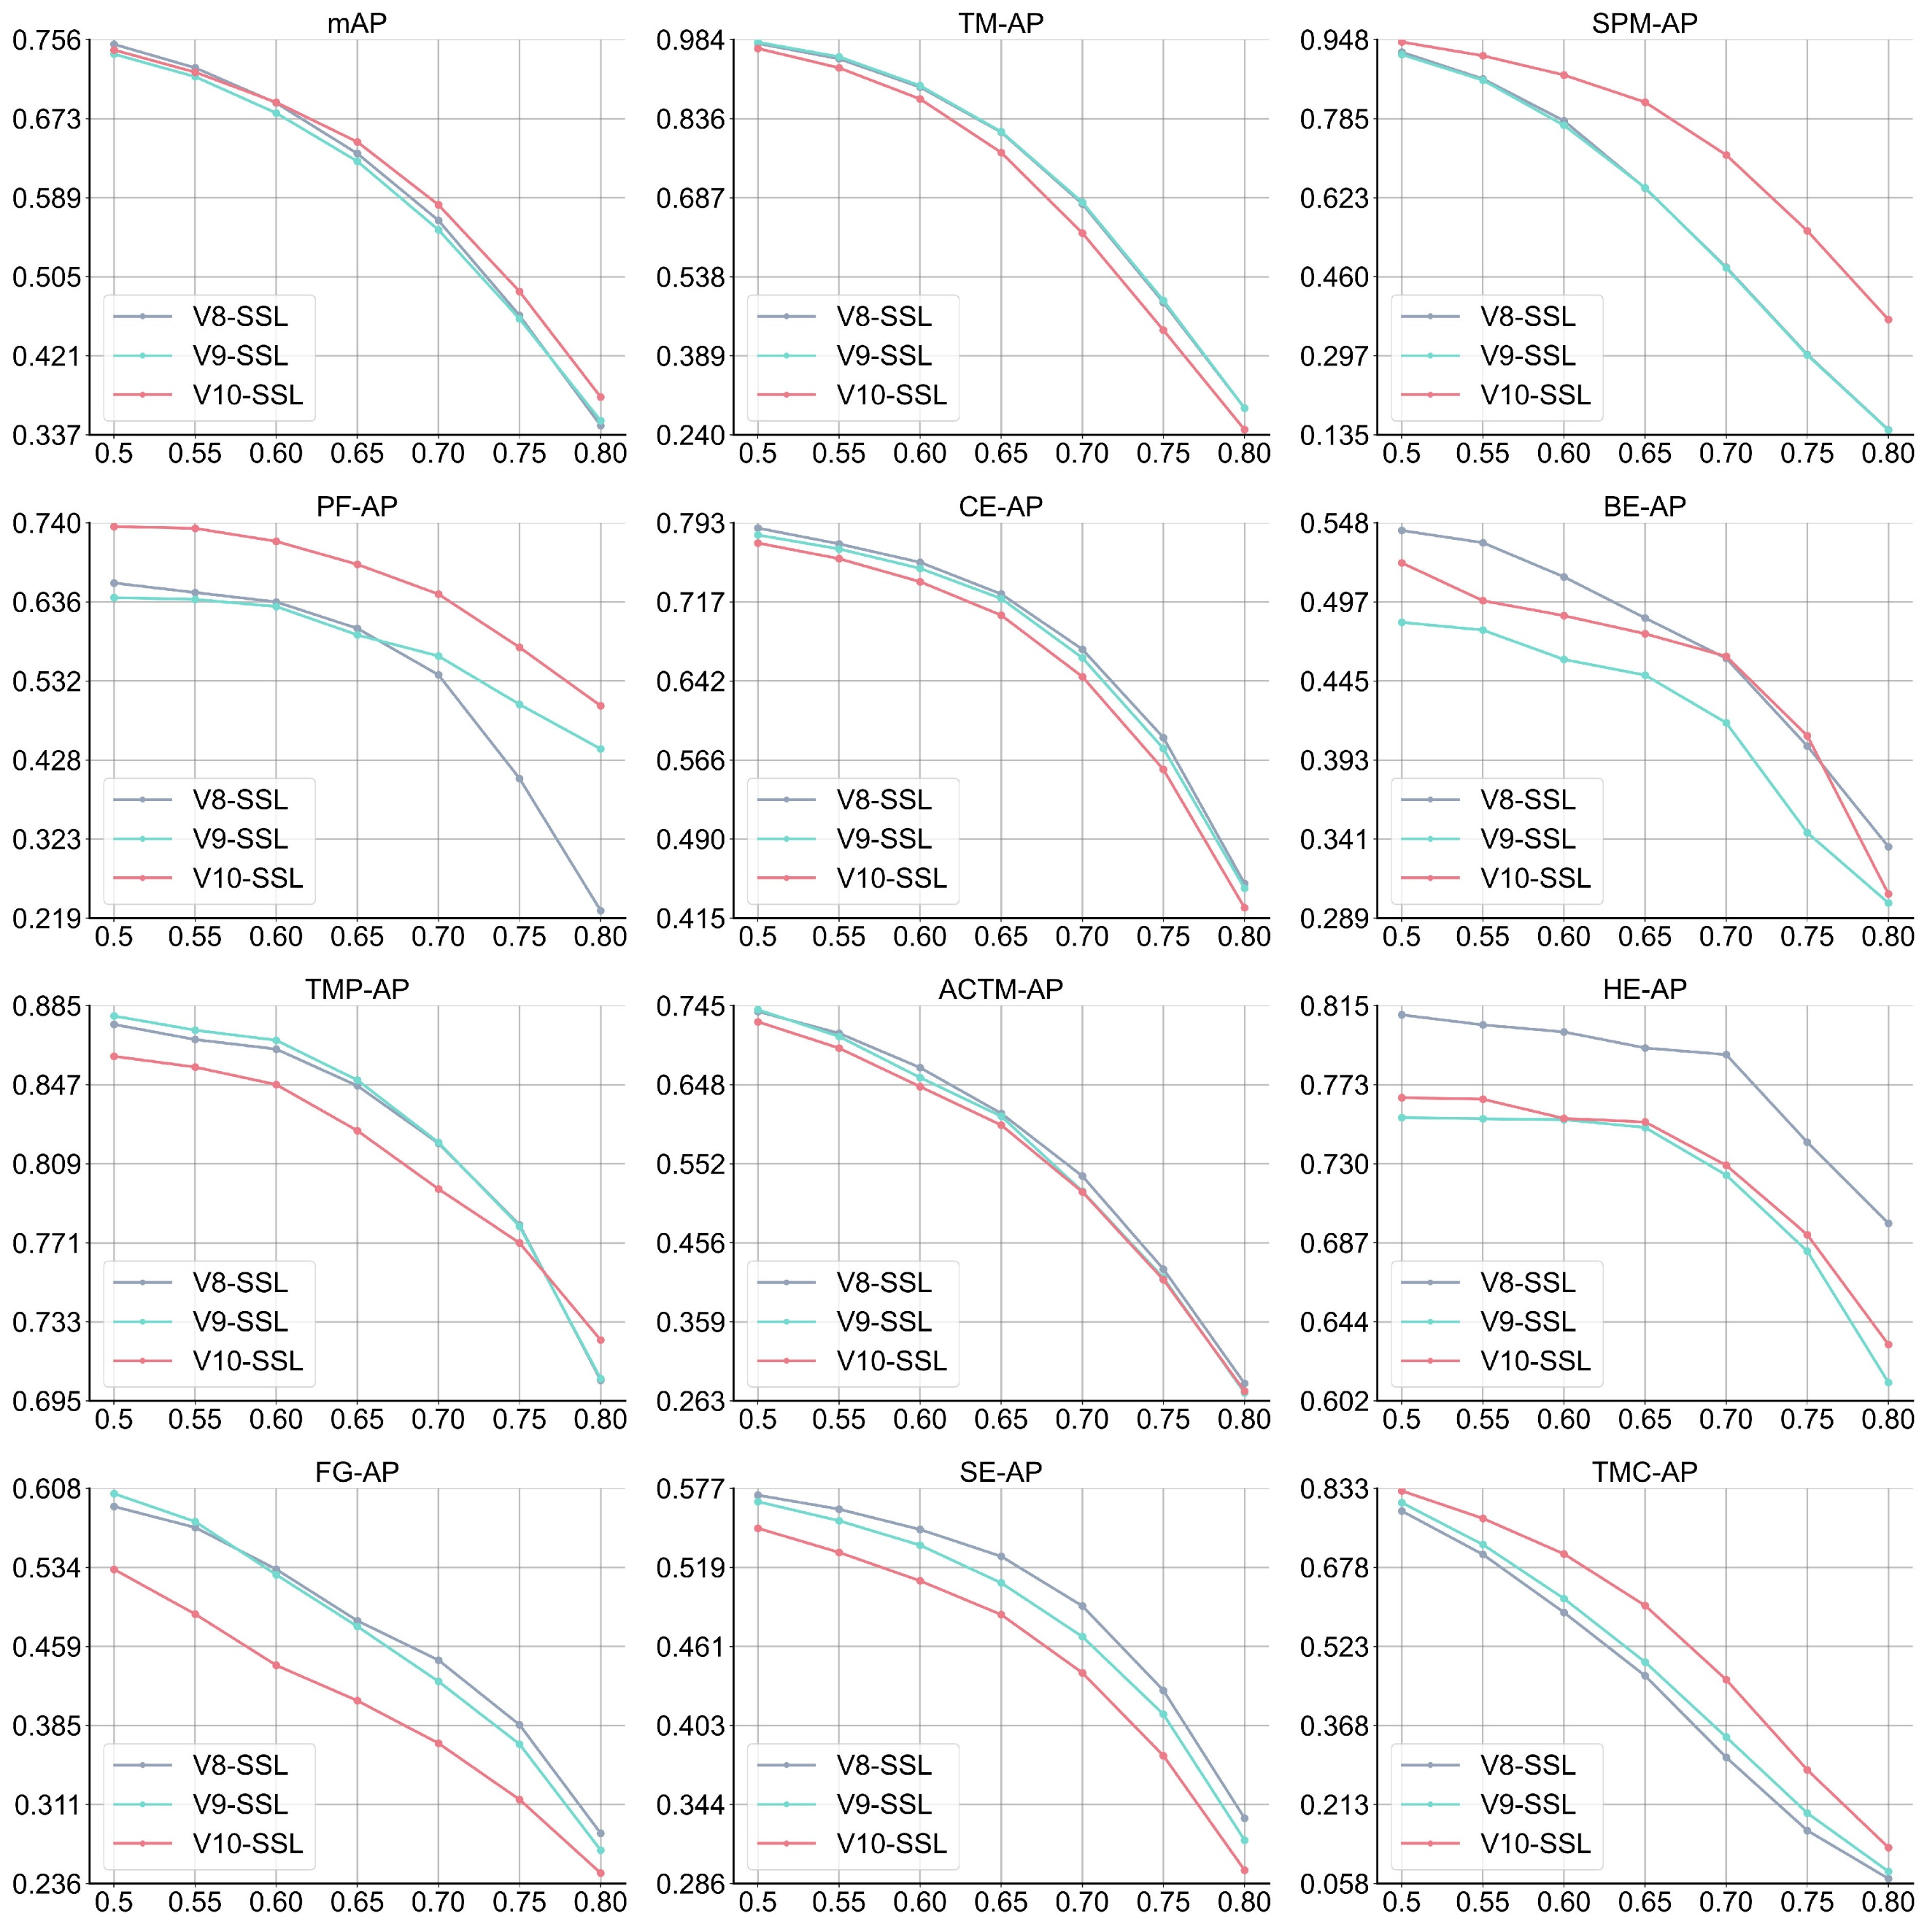 mAP
0.756
0.673
0.589
0.505
0.421
0.337
V8-SSL
V9-SSL
V10-SSL
0.5 0.55 0.60 0.65 0.70 0.75 0.80
TM-AP
0.984
0.836
0.687
0.538
0.389
0.240
V8-SSL
V9-SSL
V10-SSL
0.5 0.55 0.60 0.65 0.70 0.75 0.80
SPM-AP
0.948
0.785
0.623
0.460
0.297
0.135
V8-SSL
V9-SSL
V10-SSL
0.5 0.55 0.60 0.65 0.70 0.75 0.80
PF-AP
0.740
0.636
0.532
0.428
0.323
0.219
V8-SSL
V9-SSL
V10-SSL
0.5 0.55 0.60 0.65 0.70 0.75 0.80
CE-AP
0.793
0.717
0.642
0.566
0.490
0.415
V8-SSL
V9-SSL
V10-SSL
0.5 0.55 0.60 0.65 0.70 0.75 0.80
BE-AP
0.548
0.497
0.445
0.393
0.341
0.289
V8-SSL
V9-SSL
V10-SSL
0.5 0.55 0.60 0.65 0.70 0.75 0.80
TMP-AP
0.885
0.847
0.809
0.771
0.733
0.695
V8-SSL
V9-SSL
V10-SSL
0.5 0.55 0.60 0.65 0.70 0.75 0.80
ACTM-AP
0.745
0.648
0.552
0.456
0.359
0.263
V8-SSL
V9-SSL
V10-SSL
0.5 0.55 0.60 0.65 0.70 0.75 0.80
HE-AP
0.815
0.773
0.730
0.687
0.644
0.602
V8-SSL
V9-SSL
V10-SSL
0.5 0.55 0.60 0.65 0.70 0.75 0.80
FG-AP
0.608
0.534
0.459
0.385
0.311
0.236
V8-SSL
V9-SSL
V10-SSL
0.5 0.55 0.60 0.65 0.70 0.75 0.80
SE-AP
0.577
0.519
0.461
0.403
0.344
0.286
V8-SSL
V9-SSL
V10-SSL
0.5 0.55 0.60 0.65 0.70 0.75 0.80
TMC-AP
0.833
0.678
0.523
0.368
0.213
0.058
V8-SSL
V9-SSL
V10-SSL
0.5 0.55 0.60 0.65 0.70 0.75 0.80